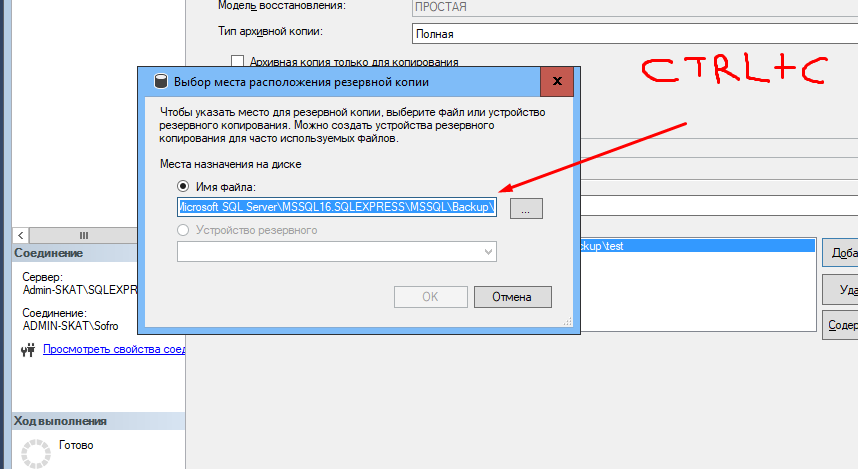 Модель восстановления:
ПРОСТАЯ
Тип архивной копии:
Полная
Архивная копия только для копирования
CTRL+C
Выбор места расположения резервной копии
x
Чтобы указать место для резервной копии, выберите файл или устройство
резервного копирования. Можно создать устройства резервного
копирования для часто используемых файлов.
Места назначения на диске
Имя файла:
Microsoft SQL Server\MSSQL16.SQLEXPRESS\MSSQL\Backup\
...
Устройство резервного
OK
Отмена
ckup\test
Доба
Уда
Содер
Соединение
Сервер:
Admin-SKAT\SQLEXPR
Соединение:
ADMIN-SKAT\Sofro
Просмотреть свойства соед
Ход выполнения
Готово